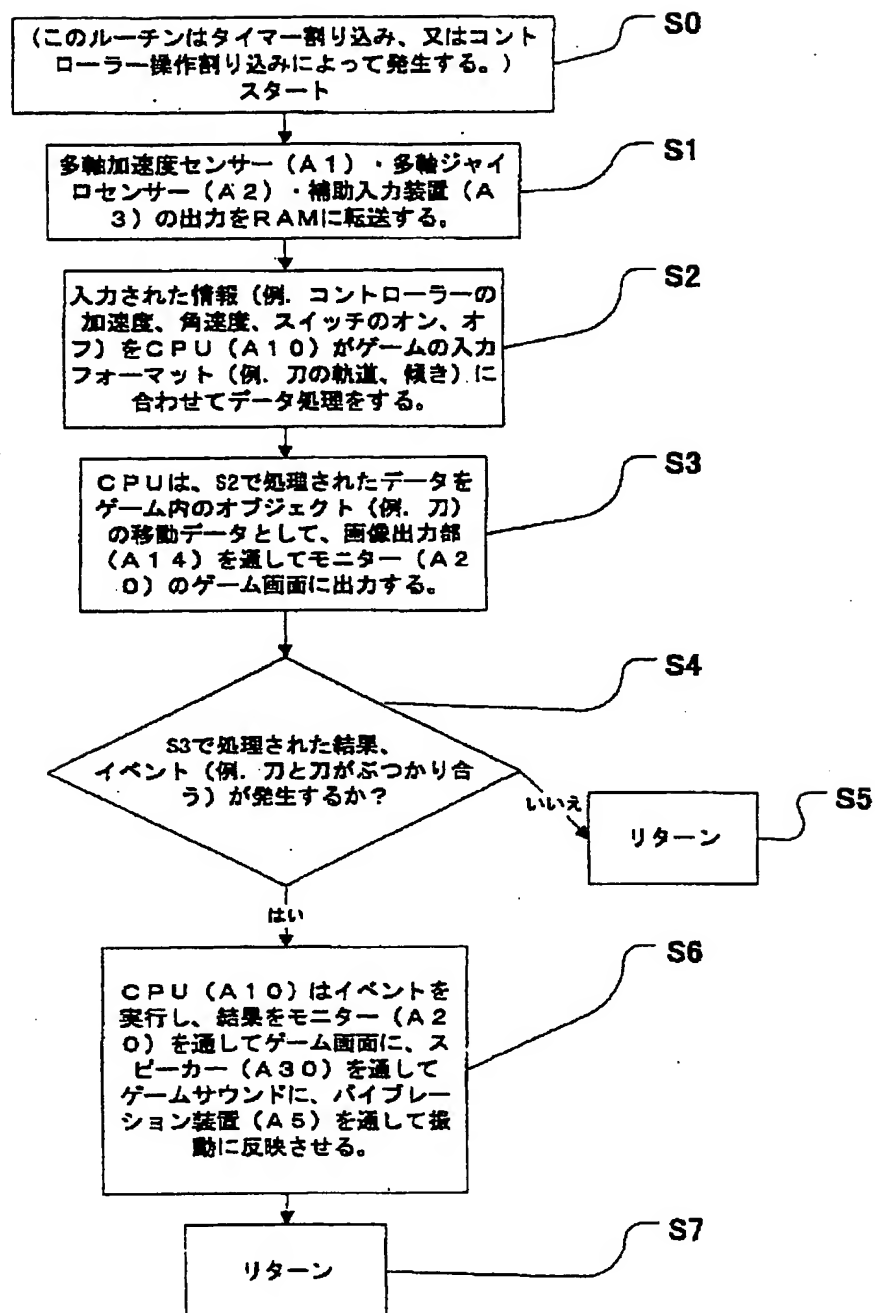 (このルーチンはタイマー割り込み、又はコント
ローラー操作割り込みによって発生する。)
スタート
S0
多軸加速度センサー(A1)・多軸ジャイ
ロセンサー(A2)・補助入力装置(A
3)の出力をRAMに転送する。
S1
入力された情報(例.コントローラーの
加速度、角速度、スイッチのオン、オ
フ)をCPU(A10)がゲームの入力
フォーマット(例.刀の軌道、傾き)に
合わせてデータ処理をする。
S2
CPUは、S2で処理されたデータを
ゲーム内のオブジェクト(例.刀)
の移動データとして、画像出力部
(A14)を通してモニター(A2
0)のゲーム画面に出力する。
S3
S3で処理された結果、
イベント(例.刀と刀がぶつかり合
う)が発生するか?
S4
いいえ
リターン
S5
はい
CPU(A10)はイベントを
実行し、結果をモニター(A2
0)を通してゲーム画面に、ス
ピーカー(A30)を通して
ゲームサウンドに、バイブレー
ション装置(A5)を通して振
動に反映させる。
S6
リターン
S7